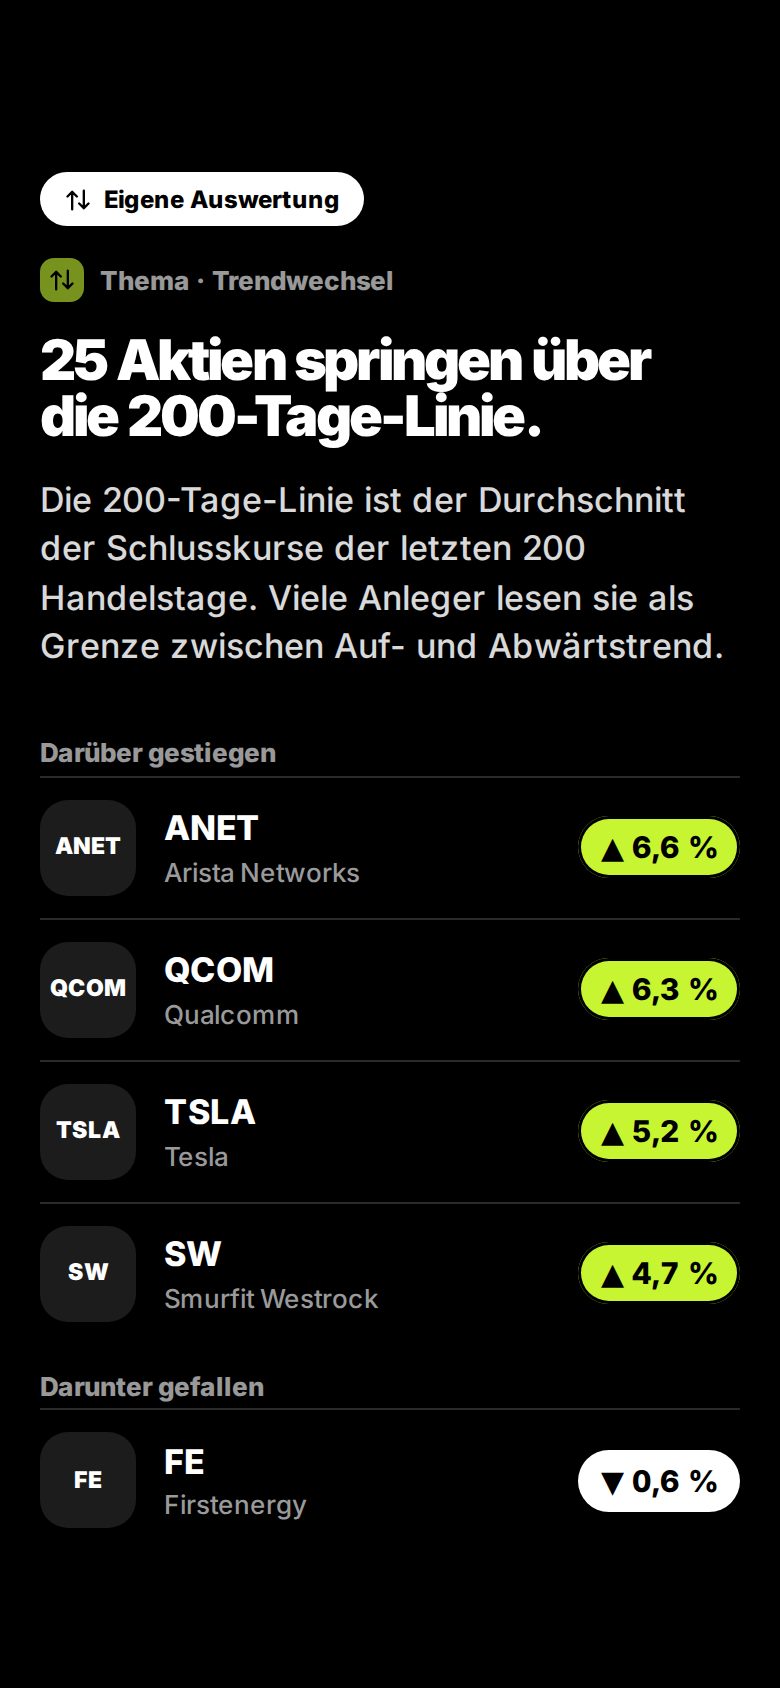 Eigene Auswertung
Thema · Trendwechsel
25 Aktien springen über
die 200-Tage-Linie.
Die 200-Tage-Linie ist der Durchschnitt
der Schlusskurse der letzten 200
Handelstage. Viele Anleger lesen sie als
Grenze zwischen Auf- und Abwärtstrend.
Darüber gestiegen
ANET
ANET
Arista Networks
▲ 6,6 %
QCOM
QCOM
Qualcomm
▲ 6,3 %
TSLA
TSLA
Tesla
▲ 5,2 %
SW
SW
Smurfit Westrock
▲ 4,7 %
Darunter gefallen
FE
FE
Firstenergy
▼ 0,6 %